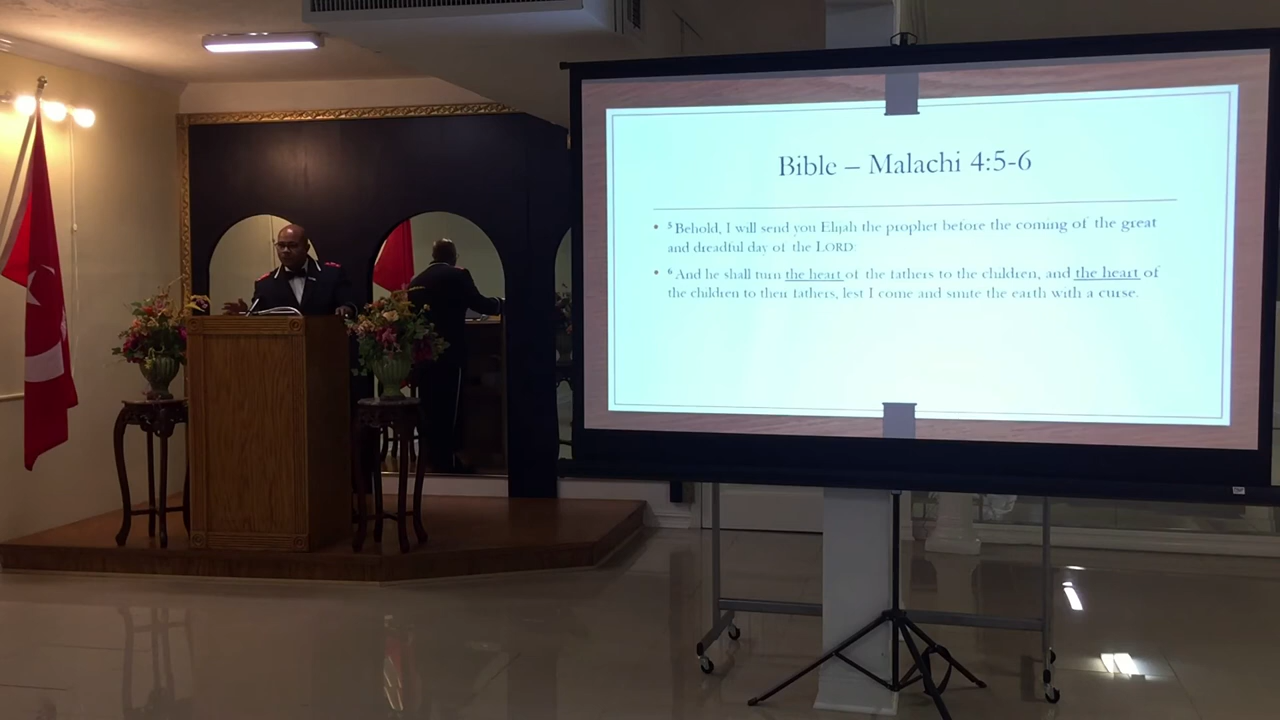 Bible – Malachi 4:5-6
• 5 Behold, I will send you Elijah the prophet before the coming of the great
and dreadful day of the LORD:
• 6 And he shall turn the heart of the fathers to the children, and the heart of
the children to their fathers, lest I come and smite the earth with a curse.